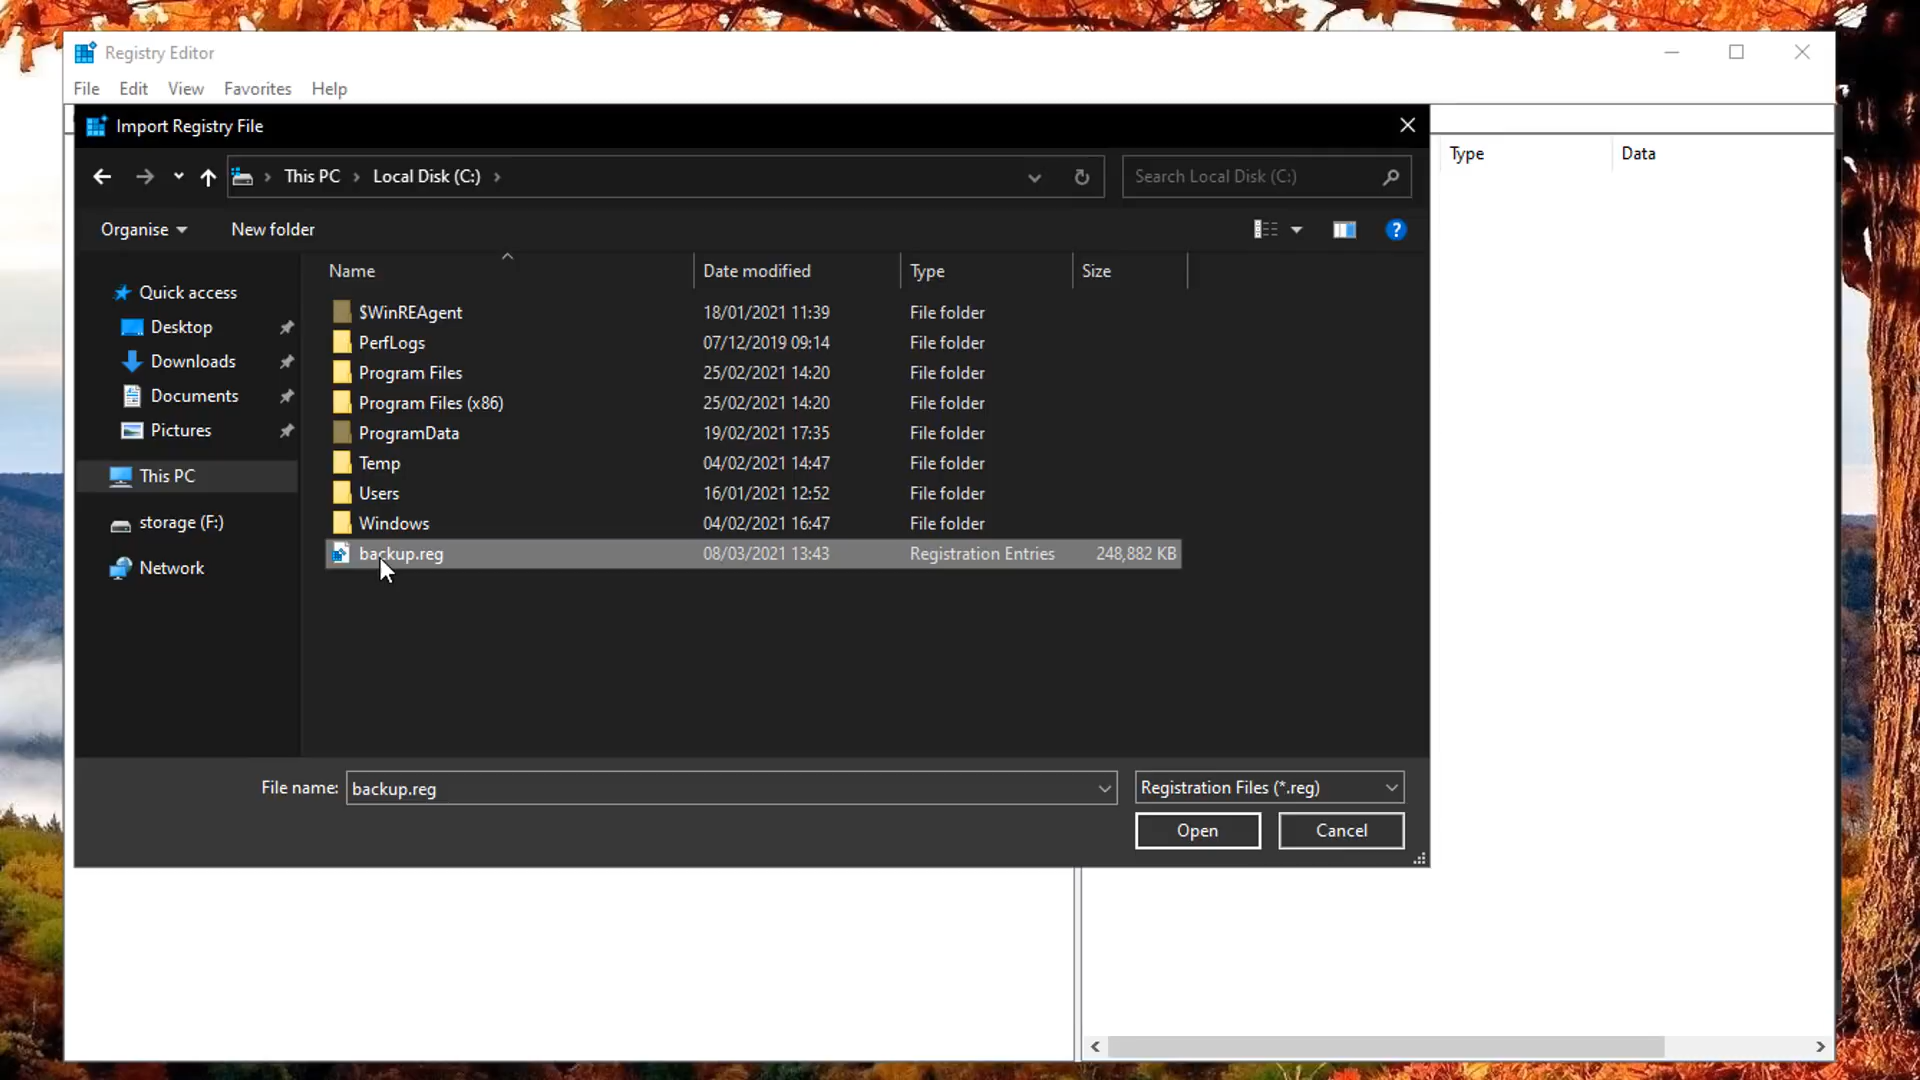 Registry Editor
File Edit View Favorites Help
Import Registry File
This PC Local Disk (C:) Search Local Disk (C:)
Organise New folder ?
Name Date modified Type Size
Type Data
Quick access
Desktop
Downloads
Documents
Pictures
This PC
storage (F:)
Network
$WinREAgent 18/01/2021 11:39 File folder
PerfLogs 07/12/2019 09:14 File folder
Program Files 25/02/2021 14:20 File folder
Program Files (x86) 25/02/2021 14:20 File folder
ProgramData 19/02/2021 17:35 File folder
Temp 04/02/2021 14:47 File folder
Users 16/01/2021 12:52 File folder
Windows 04/02/2021 16:47 File folder
backup.reg 08/03/2021 13:43 Registration Entries 248,882 KB
File name: backup.reg Registration Files (*.reg)
Open Cancel